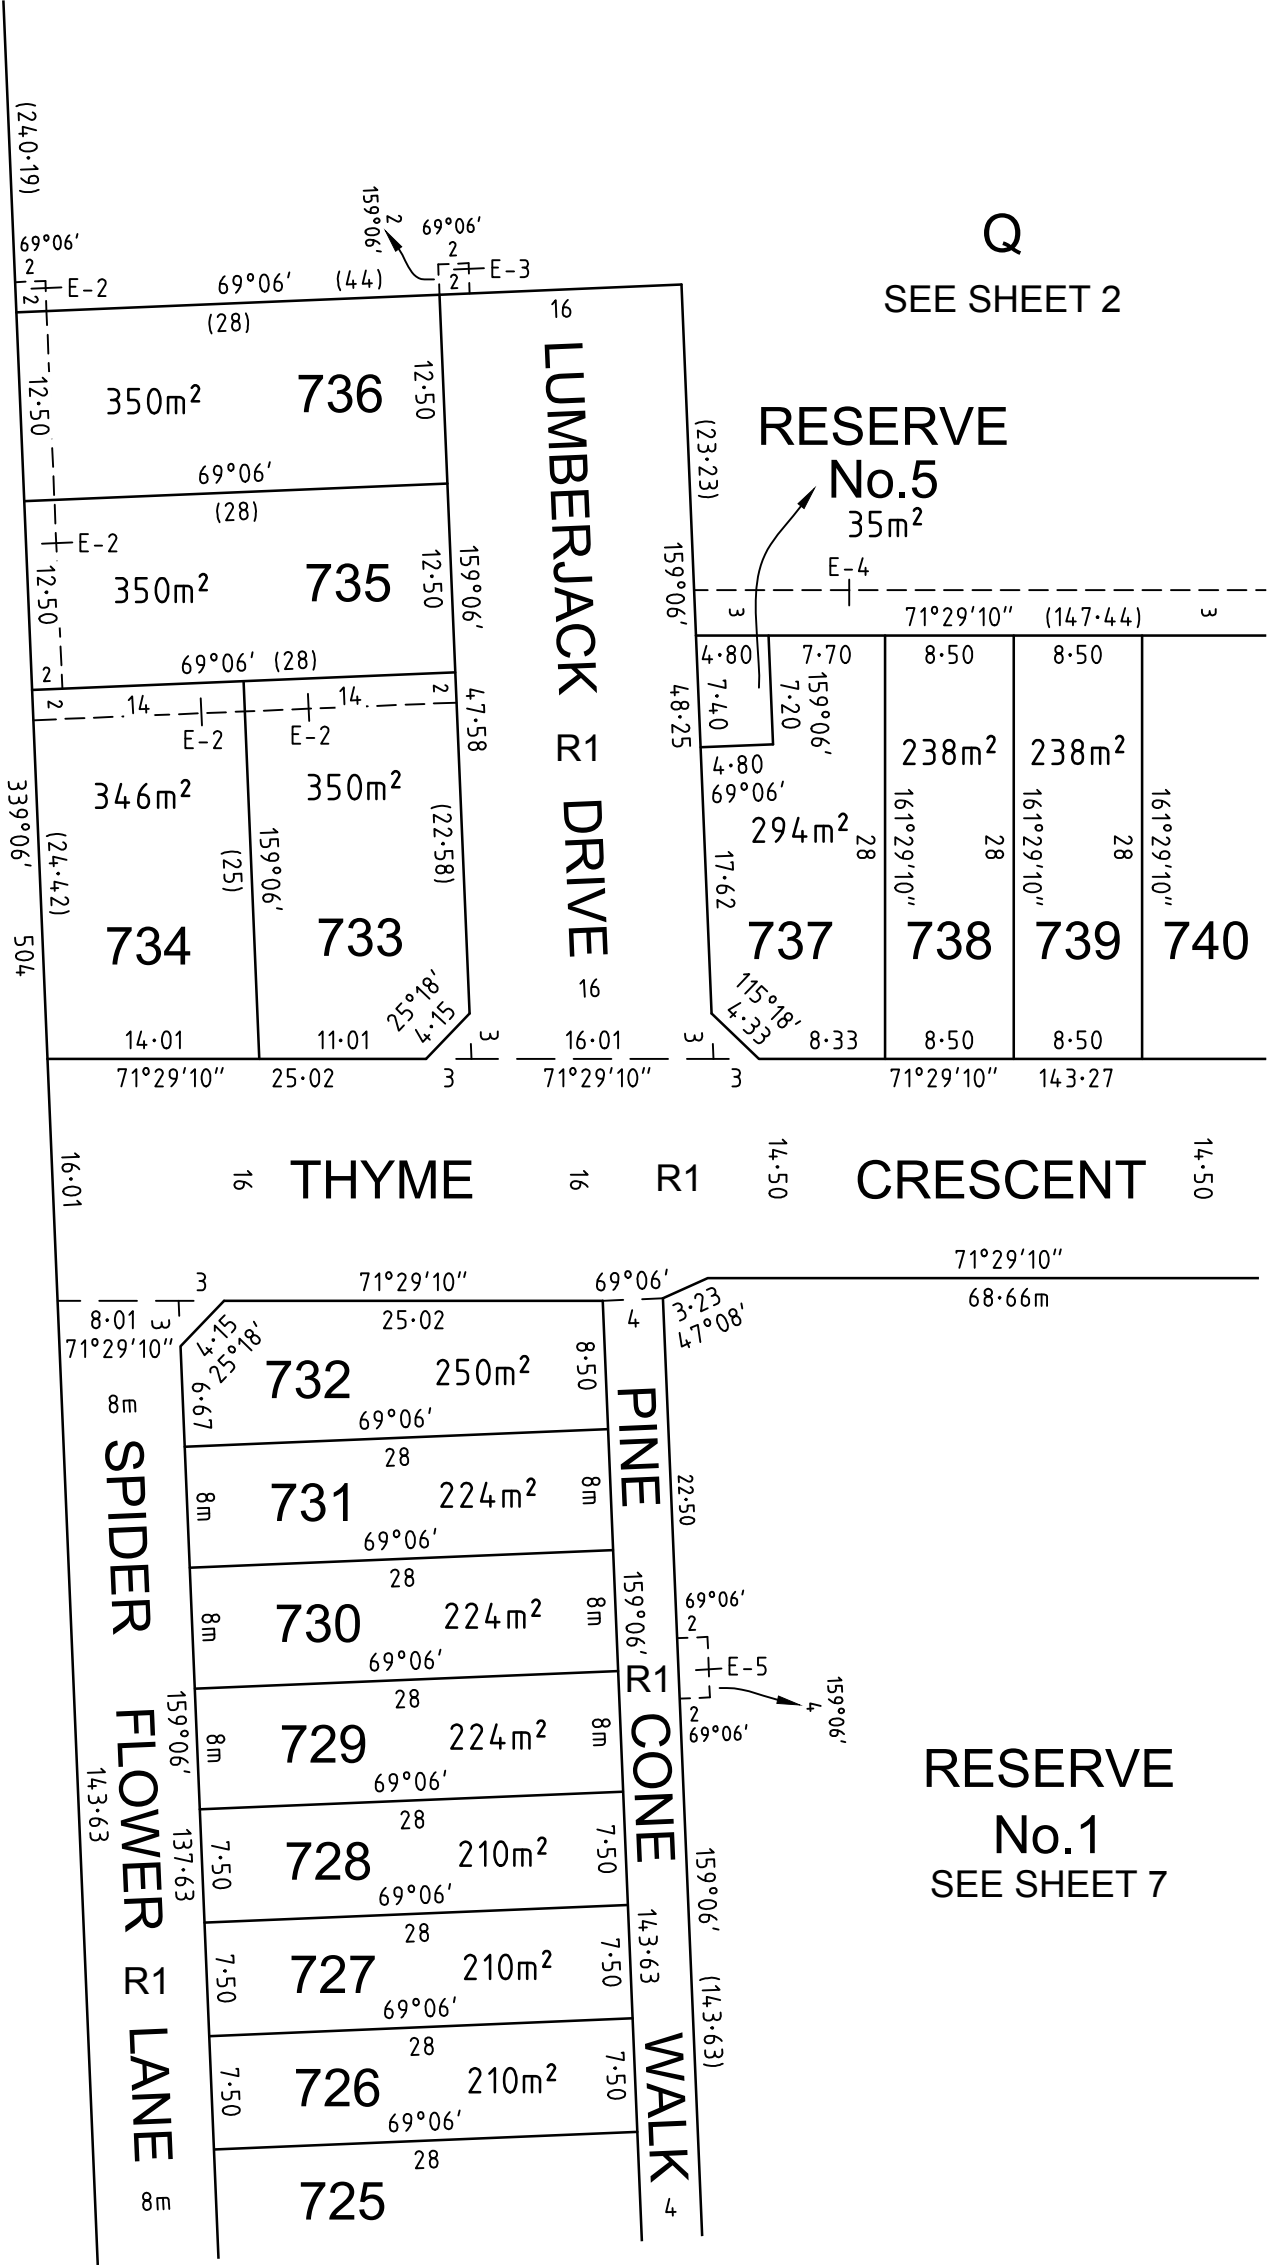 (240·19)
69°06'
2
2
E-2
69°06'
(44)
159°06'
2
69°06'
2
2
E-3
Q
SEE SHEET 2
(28)
12·50
350m²
736
12·50
69°06'
16
LUMBERJACK
R1
DRIVE
16
(23·23)
159°06'
48·25
RESERVE
No.5
35m²
E-4
3
71°29'10"
(147·44)
3
(28)
E-2
12·50
350m²
735
12·50
159°06'
47·58
69°06'
(28)
2
2
14
E-2
14
E-2
2
339°06'
504
(24·42)
346m²
734
14·01
(25)
159°06'
350m²
733
(22·58)
25°18'
4·15
11·01
71°29'10"
25·02
3
3
16·01
71°29'10"
3
3
4·80
7·40
7·20
159°06'
7·70
4·80
69°06'
294m²
17·62
737
28
115°18'
4·33
8·33
8·50
238m²
161°29'10"
28
738
8·50
71°29'10"
8·50
238m²
161°29'10"
28
739
8·50
143·27
161°29'10"
740
16·01
16
THYME
16
R1
14·50
CRESCENT
14·50
71°29'10"
68·66m
3
8·01
3
71°29'10"
4·15
25°18'
71°29'10"
25·02
69°06'
4
3·23
47°08'
8m
SPIDER
FLOWER
R1
LANE
8m
6·67
732
250m²
8·50
69°06'
28
8m
731
224m²
8m
69°06'
28
8m
730
224m²
8m
69°06'
28
8m
729
224m²
8m
69°06'
28
7·50
728
210m²
7·50
69°06'
28
7·50
727
210m²
7·50
69°06'
28
7·50
726
210m²
7·50
69°06'
28
725
143·63
159°06'
137·63
PINE
159°06'
R1
CONE
143·63
WALK
4
22·50
69°06'
2
E-5
4
159°06'
2
69°06'
159°06'
(143·63)
RESERVE
No.1
SEE SHEET 7